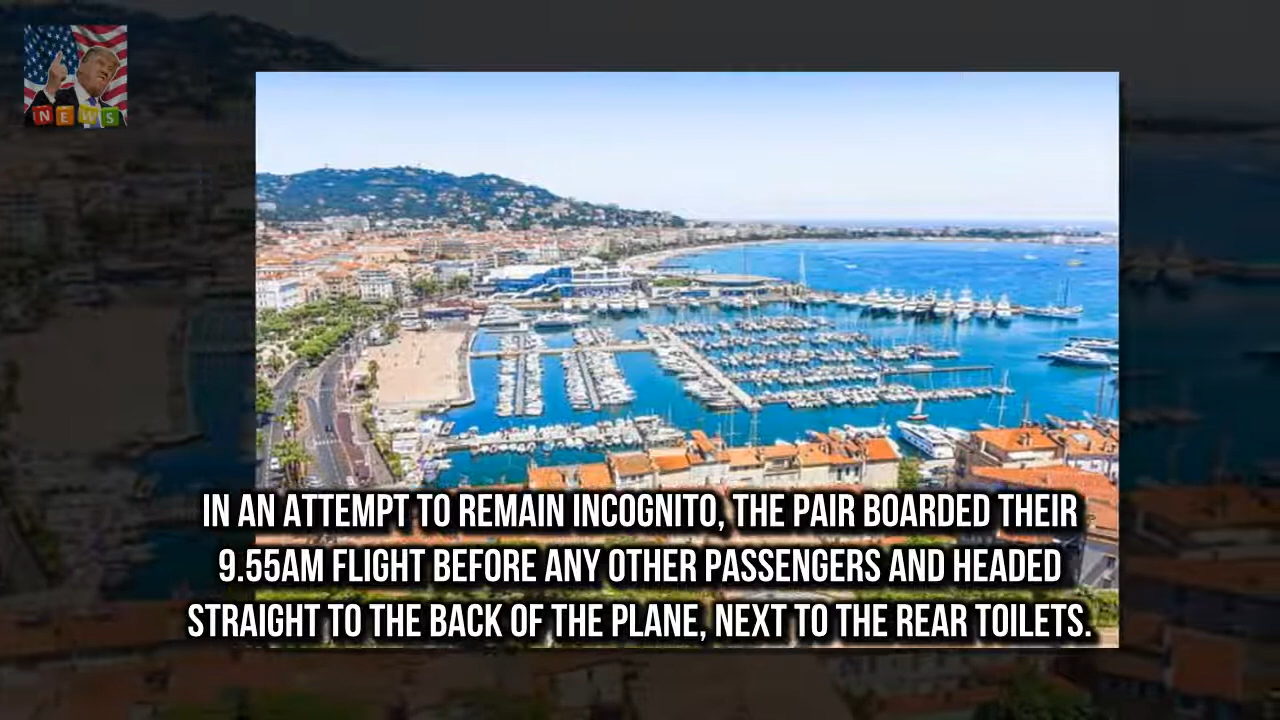 NEWS
IN AN ATTEMPT TO REMAIN INCOGNITO, THE PAIR BOARDED THEIR
9.55AM FLIGHT BEFORE ANY OTHER PASSENGERS AND HEADED
STRAIGHT TO THE BACK OF THE PLANE, NEXT TO THE REAR TOILETS.